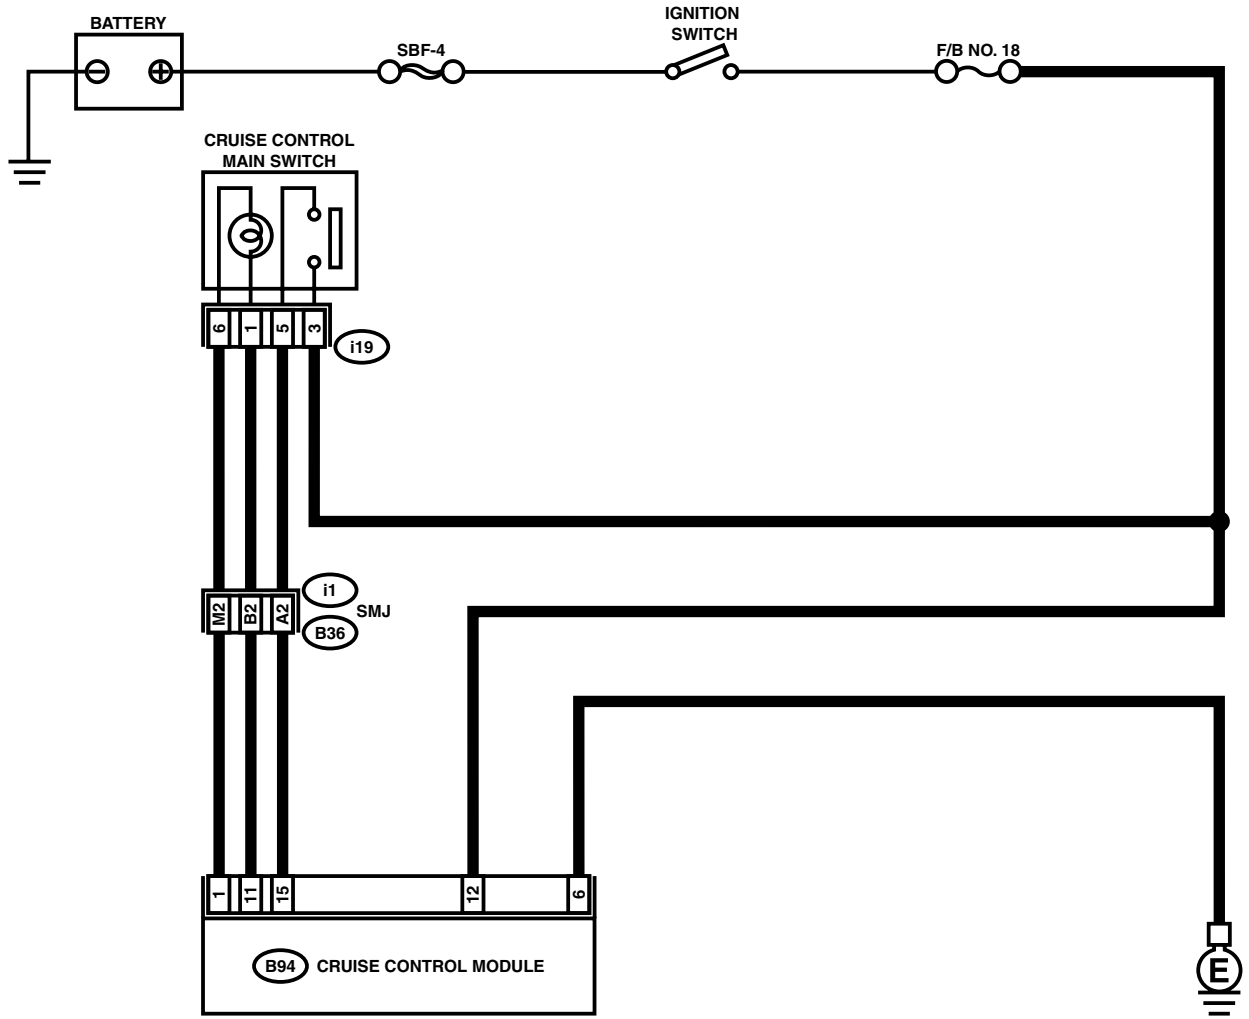 BATTERY
SBF-4
IGNITION
SWITCH
F/B NO. 18
CRUISE CONTROL
MAIN SWITCH
6 1 5 3
i19
i1
M2 B2 A2
SMJ
B36
1 11 15 12 6
B94 CRUISE CONTROL MODULE
E